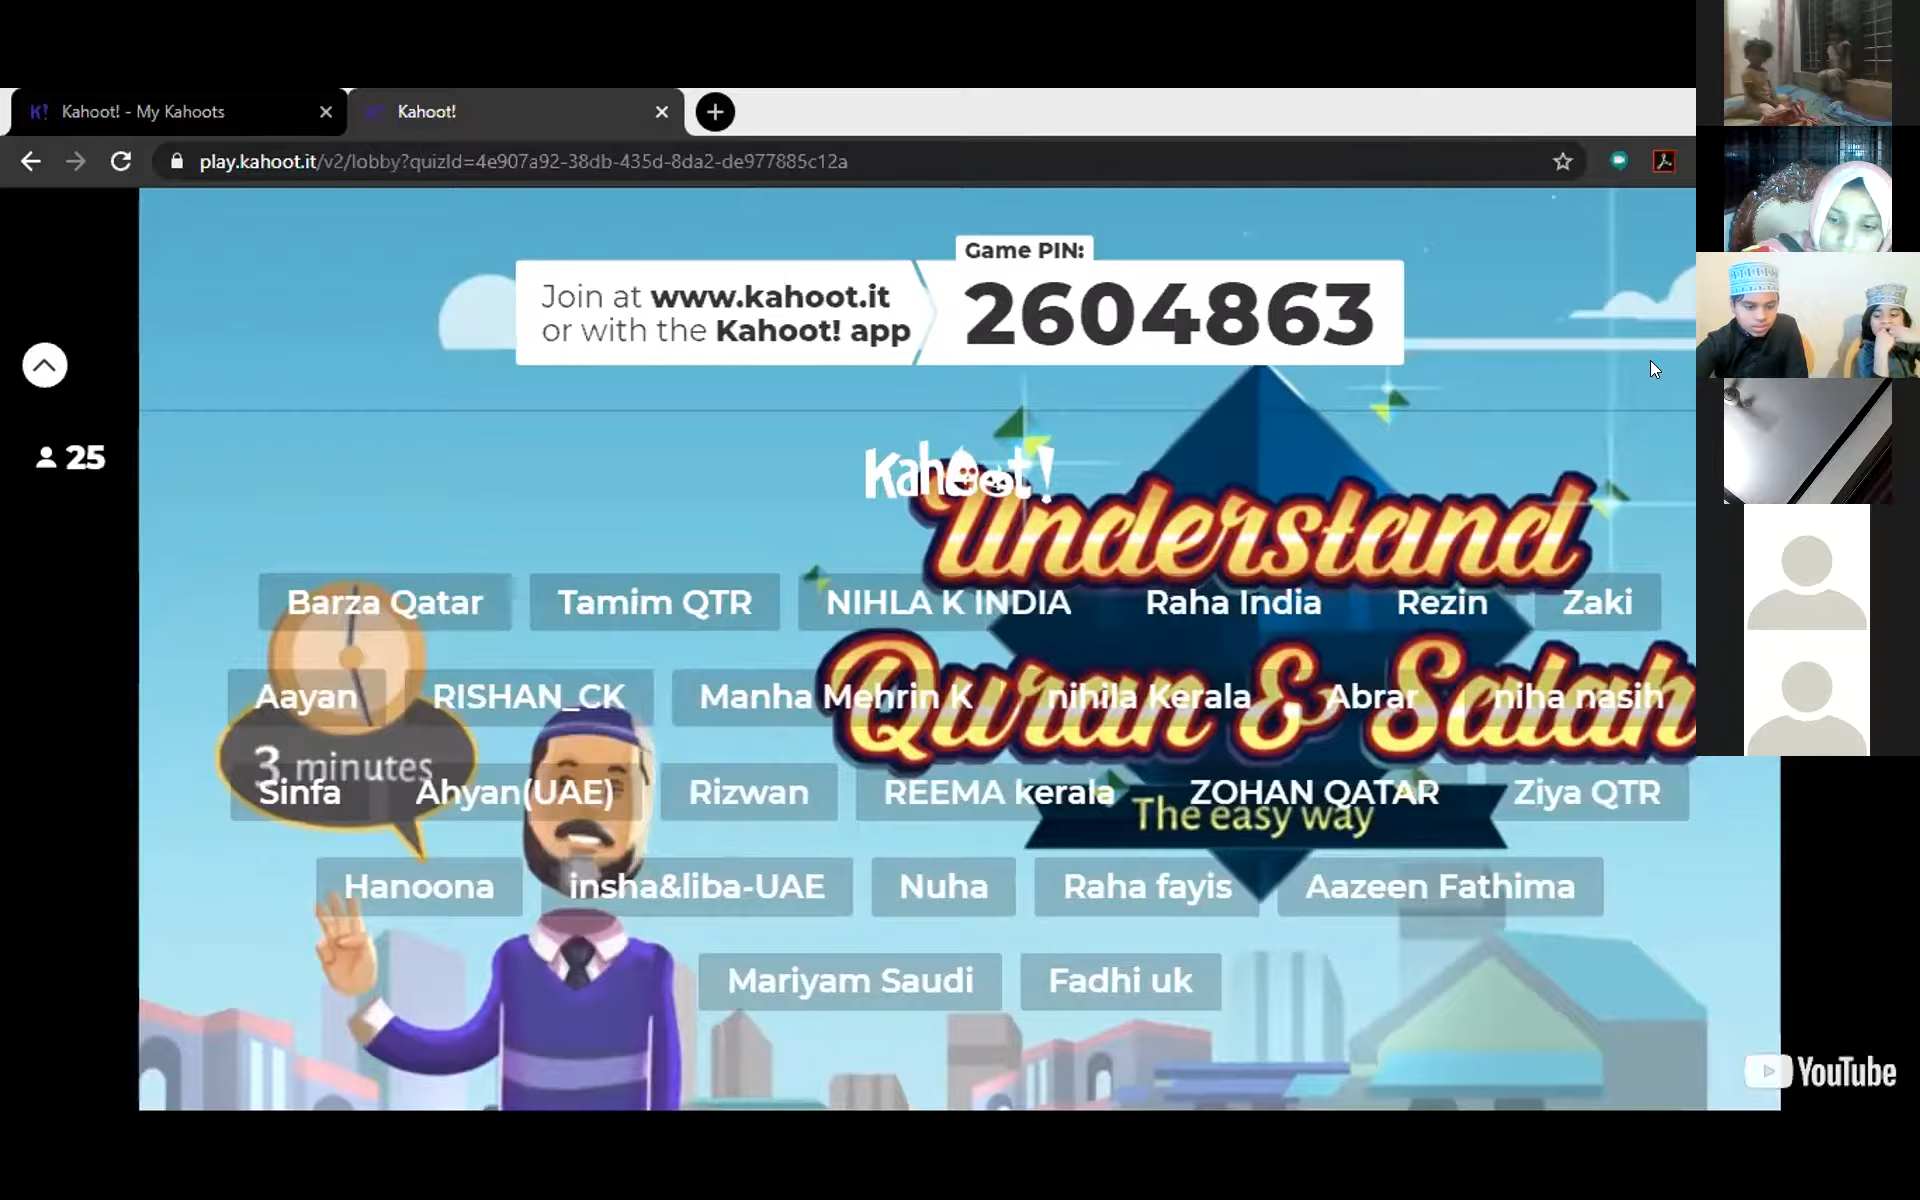 Kahoot! - My Kahoots
Kahoot!
play.kahoot.it/v2/lobby?quizId=4e907a92-38db-435d-8da2-de977885c12a
Game PIN:
Join at www.kahoot.it
or with the Kahoot! app
2604863
25
Kahoot!
Understand
Barza Qatar Tamim QTR NIHLA K INDIA Raha India Rezin Zaki
Quran & Salah
Aayan RISHAN_CK Manha Mehrin K nihila Kerala Abrar niha nasih
3 minutes
Sinfa Ahyan(UAE) Rizwan REEMA kerala ZOHAN QATAR Ziya QTR
The easy way
Hanoona insha&liba-UAE Nuha Raha fayis Aazeen Fathima
Mariyam Saudi Fadhi uk
YouTube